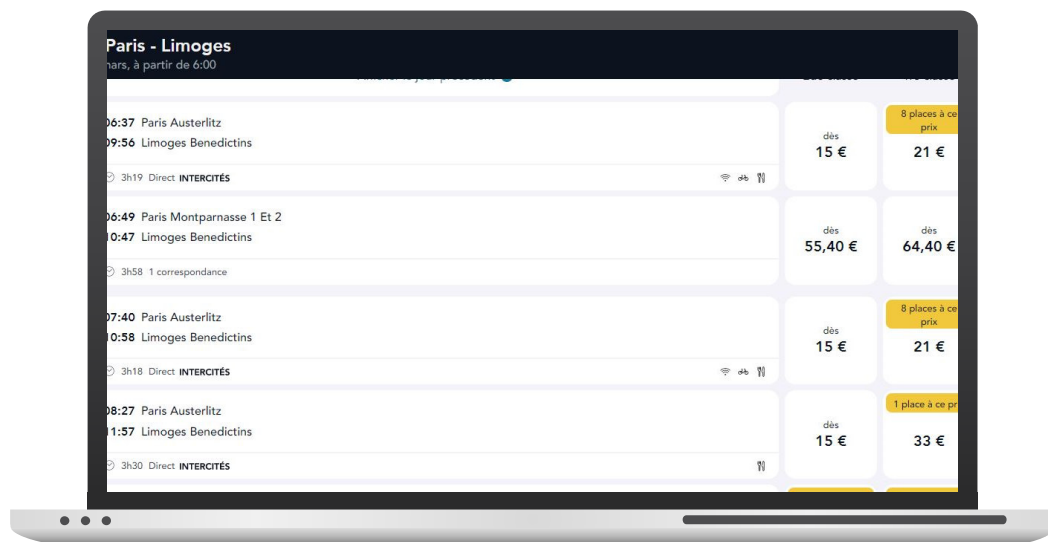 Paris - Limoges
mars, à partir de 6:00
06:37 Paris Austerlitz
09:56 Limoges Benedictins
3h19 Direct INTERCITÉS
dès
15 €
8 places à ce
prix
21 €
06:49 Paris Montparnasse 1 Et 2
10:47 Limoges Benedictins
3h58 1 correspondance
dès
55,40 €
dès
64,40 €
07:40 Paris Austerlitz
10:58 Limoges Benedictins
3h18 Direct INTERCITÉS
dès
15 €
8 places à ce
prix
21 €
08:27 Paris Austerlitz
11:57 Limoges Benedictins
3h30 Direct INTERCITÉS
dès
15 €
1 place à ce pr
33 €